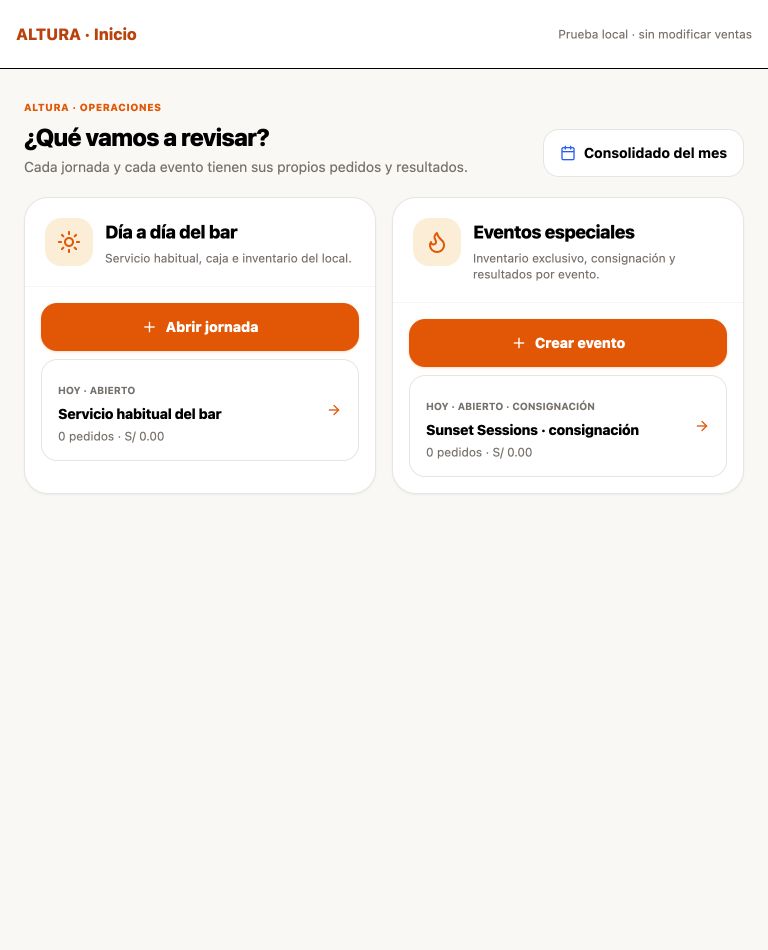 ALTURA · Inicio
Prueba local · sin modificar ventas
ALTURA · OPERACIONES
¿Qué vamos a revisar?
Cada jornada y cada evento tienen sus propios pedidos y resultados.
Consolidado del mes
Día a día del bar
Servicio habitual, caja e inventario del local.
Abrir jornada
HOY · ABIERTO
Servicio habitual del bar
0 pedidos · S/ 0.00
Eventos especiales
Inventario exclusivo, consignación y
resultados por evento.
Crear evento
HOY · ABIERTO · CONSIGNACIÓN
Sunset Sessions · consignación
0 pedidos · S/ 0.00